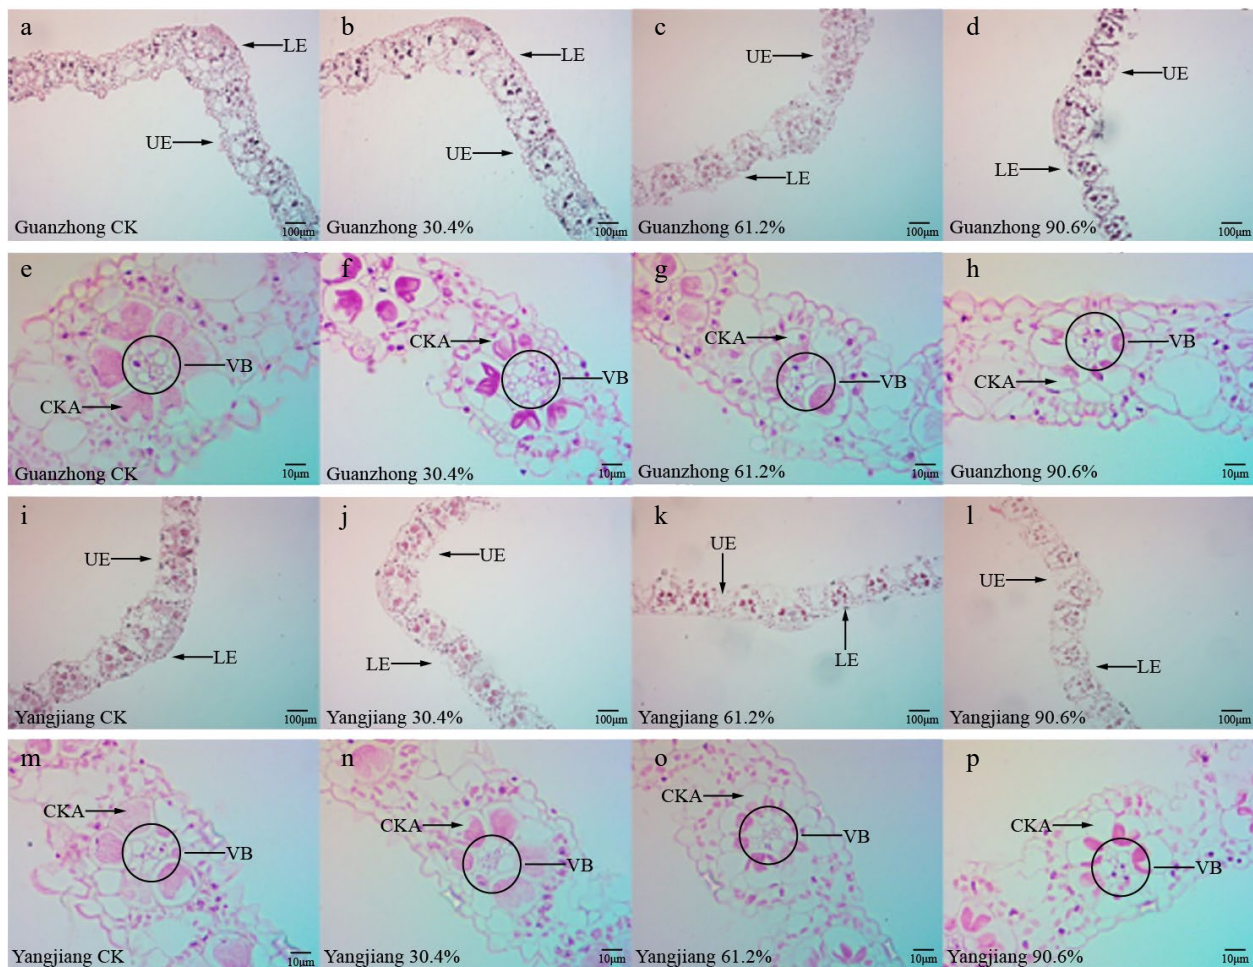 a
LE
UE
Guanzhong CK
100μm
b
LE
UE
Guanzhong 30.4%
100μm
c
UE
LE
Guanzhong 61.2%
100μm
d
UE
LE
Guanzhong 90.6%
100μm
e
VB
CKA
Guanzhong CK
10μm
f
CKA
VB
Guanzhong 30.4%
10μm
g
CKA
VB
Guanzhong 61.2%
10μm
h
VB
CKA
Guanzhong 90.6%
10μm
i
UE
LE
Yangjiang CK
100μm
j
UE
LE
Yangjiang 30.4%
100μm
k
UE
LE
Yangjiang 61.2%
100μm
l
UE
LE
Yangjiang 90.6%
100μm
m
CKA
VB
Yangjiang CK
10μm
n
CKA
VB
Yangjiang 30.4%
10μm
o
CKA
VB
Yangjiang 61.2%
10μm
p
CKA
VB
Yangjiang 90.6%
10μm